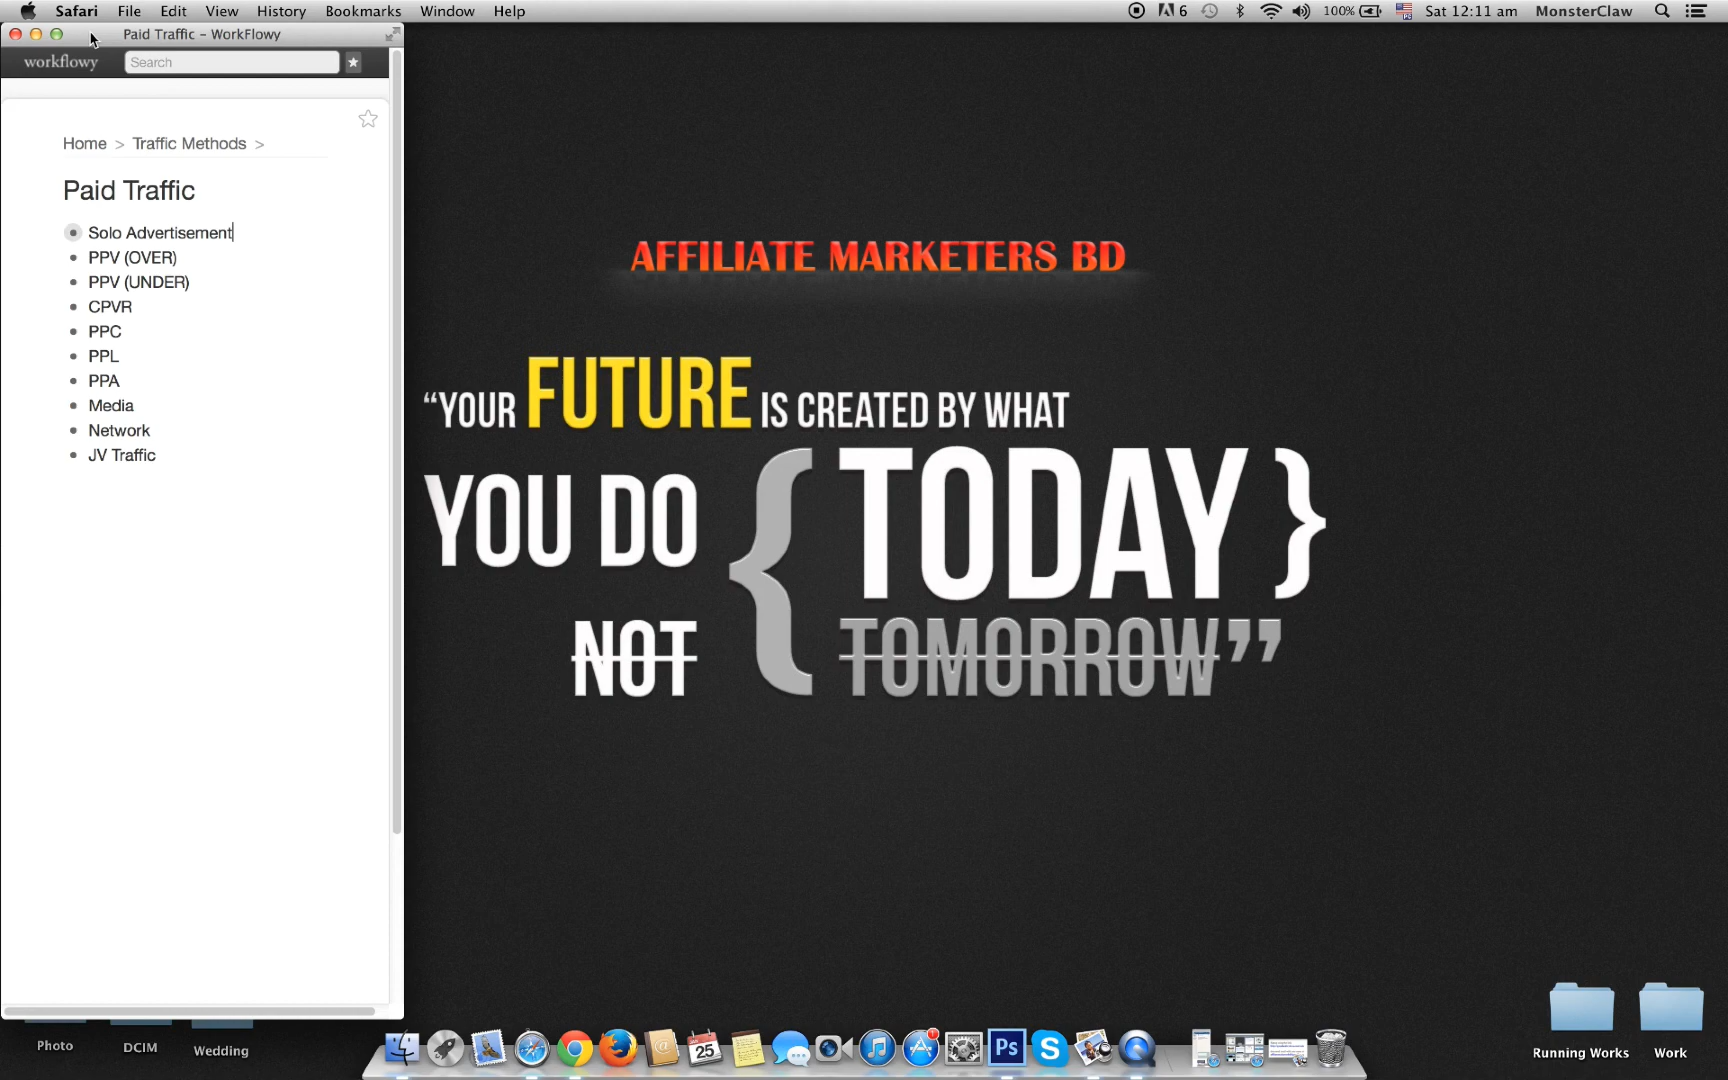 Safari File Edit View History Bookmarks Window Help
6 100% Sat 12:11 am MonsterClaw
Paid Traffic – WorkFlowy
workflowy Search
Home > Traffic Methods >
Paid Traffic
Solo Advertisement
PPV (OVER)
PPV (UNDER)
CPVR
PPC
PPL
PPA
Media
Network
JV Traffic
AFFILIATE MARKETERS BD
“YOUR FUTURE IS CREATED BY WHAT
YOU DO { TODAY }
NOT TOMORROW”
Photo
DCIM
Wedding
JAN
25
Ps
Running Works
Work